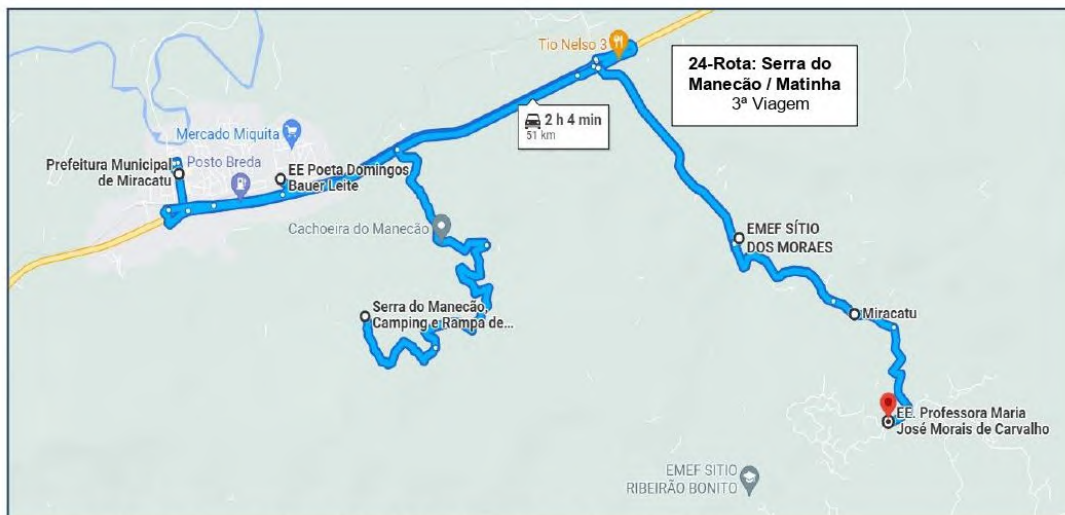 Tio Nelso 3
24-Rota: Serra do
Manecão / Matinha
3ª Viagem
2 h 4 min
51 km
Mercado Miquita
Prefeitura Municipal
de Miracatu
Posto Breda
EE Poeta Domingos
Bauer Leite
Cachoeira do Manecão
EMEF SÍTIO
DOS MORAES
Serra do Manecão,
Camping e Rampa de...
Miracatu
EE. Professora Maria
José Morais de Carvalho
EMEF SITIO
RIBEIRÃO BONITO